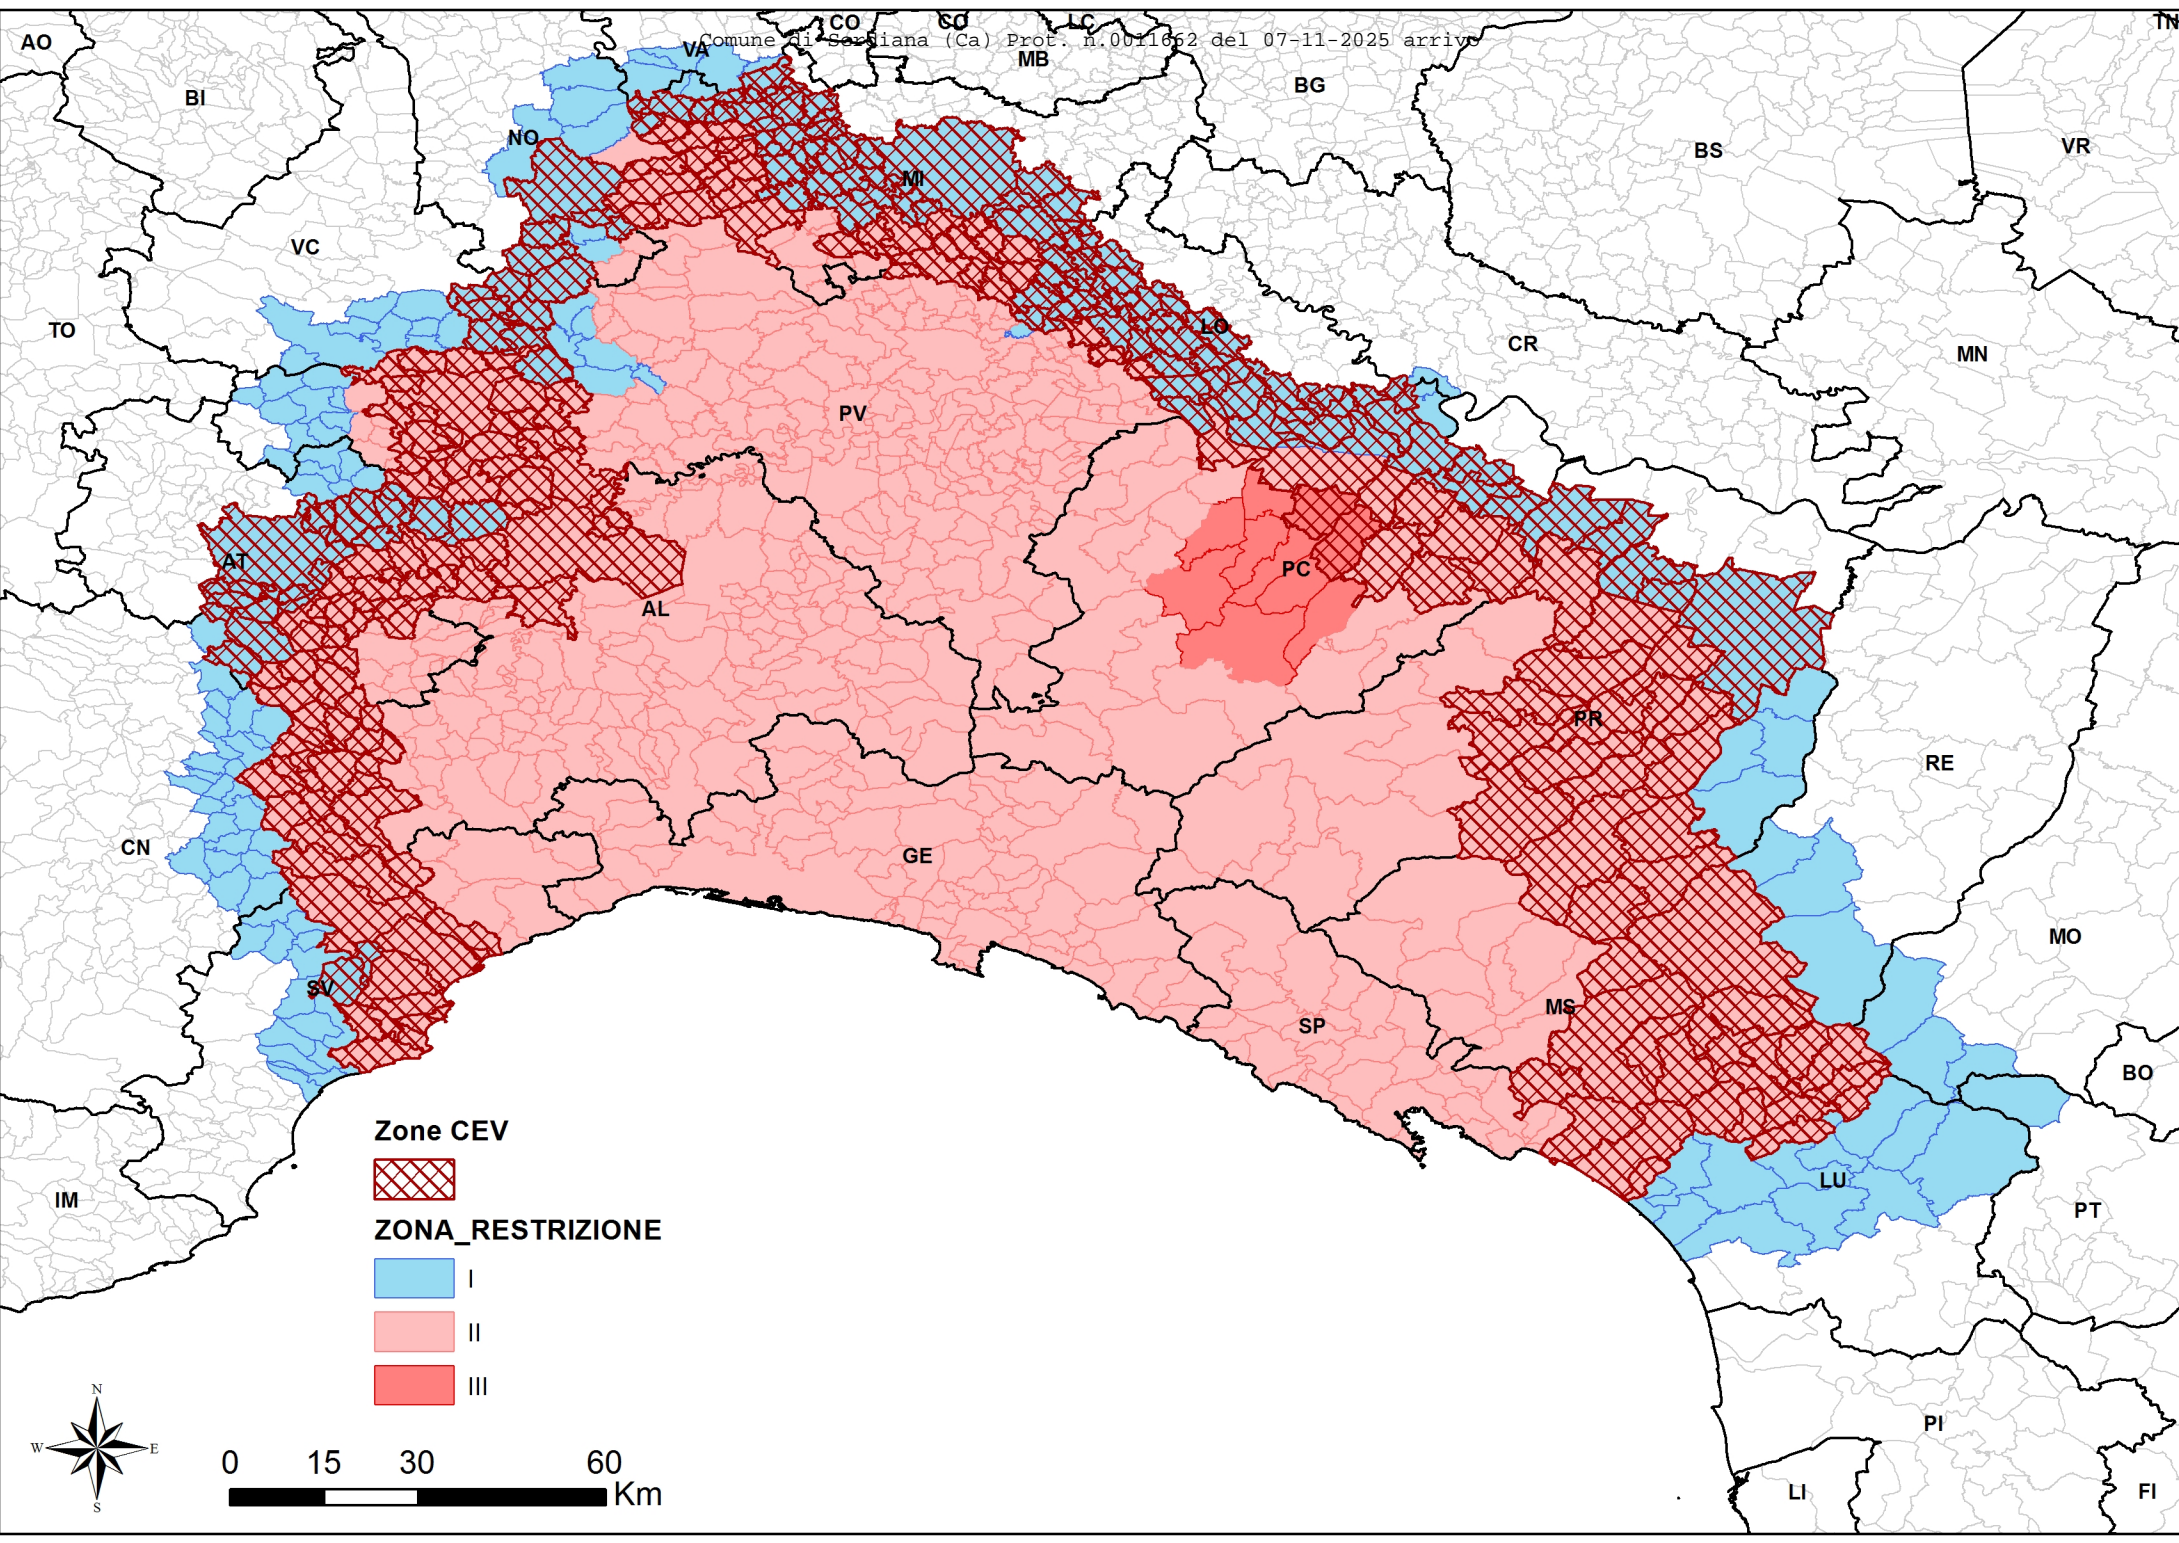 CO CO LC TN
AO VA Comune di Serdiana (Ca) Prot. n.0011662 del 07-11-2025 arrivo
MB
BI BG
NO BS VR
MI
VC
TO LO CR MN
PV
AT PC
AL
PR
RE
CN GE
MO
SV MS
SP
BO
Zone CEV
LU
IM PT
ZONA_RESTRIZIONE
I
II
III
N
W E
S
PI
0 15 30 60
Km
LI FI